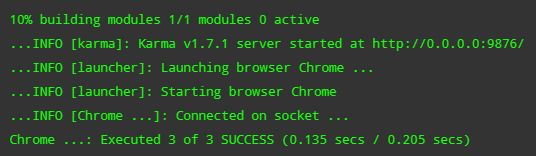 10% building modules 1/1 modules 0 active
...INFO [karma]: Karma v1.7.1 server started at http://0.0.0.0:9876/
...INFO [launcher]: Launching browser Chrome ...
...INFO [launcher]: Starting browser Chrome
...INFO [Chrome ...]: Connected on socket ...
Chrome ...: Executed 3 of 3 SUCCESS (0.135 secs / 0.205 secs)